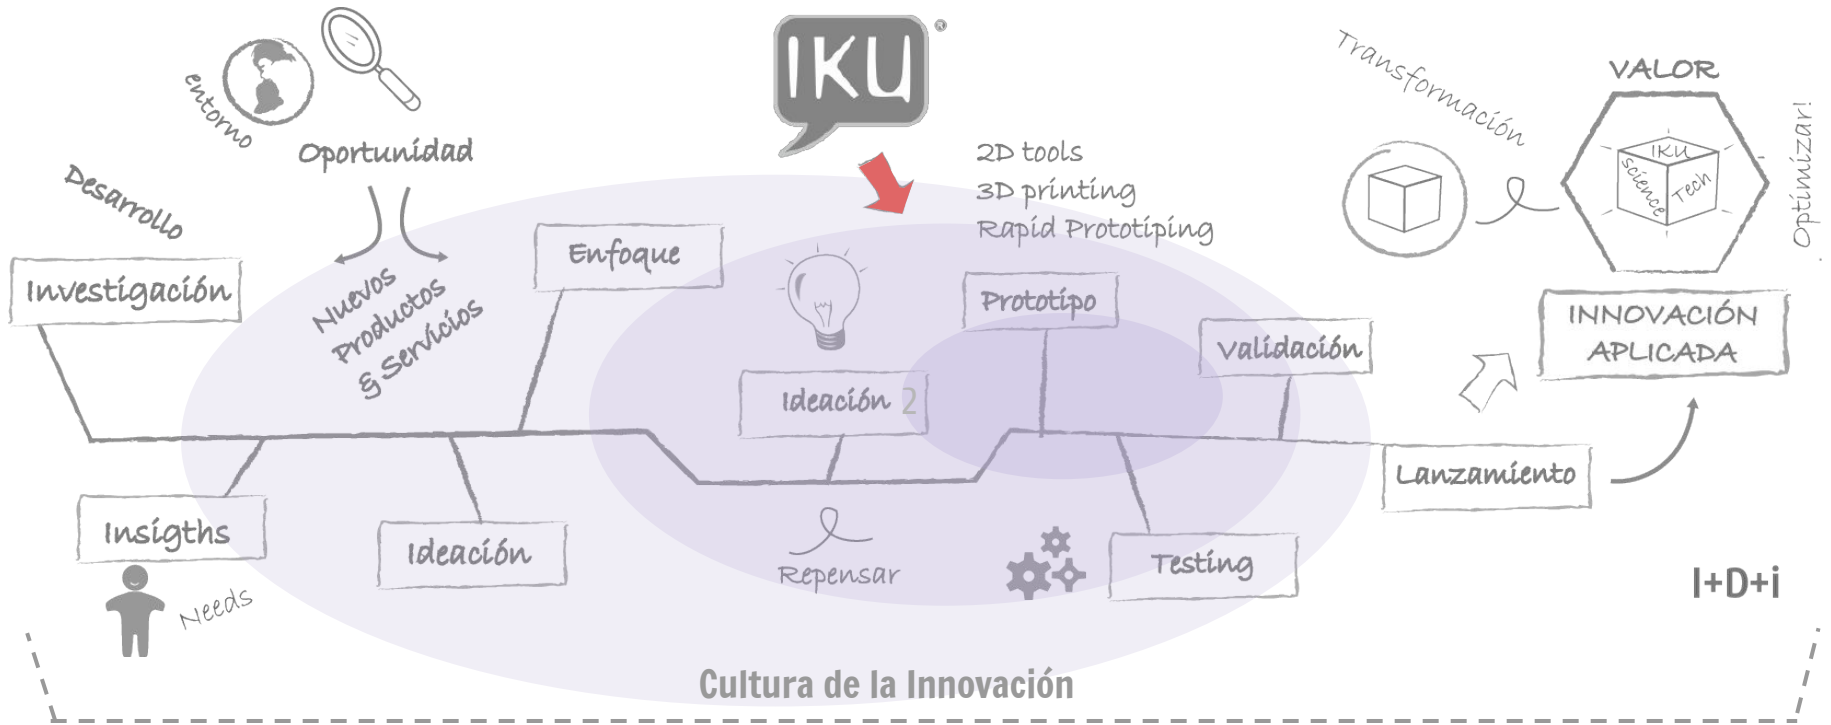 entorno
Oportunidad
Desarrollo
Investigación
Nuevos
Productos
& Servicios
Enfoque
Insigths
Needs
Ideación
IKU
®
2D tools
3D printing
Rapid Prototiping
Ideación 2
Repensar
Prototipo
Testing
Validación
Lanzamiento
Transformación
VALOR
IKU
science
Tech
Optimizar!
INNOVACIÓN
APLICADA
I+D+i
Cultura de la Innovación